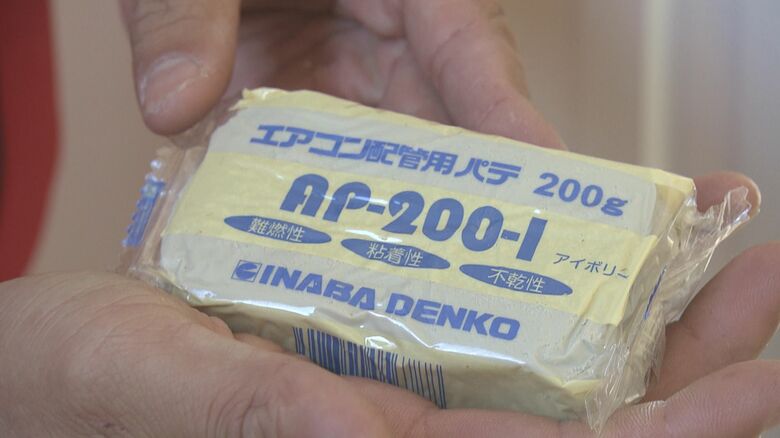 エアコン配管用パテ 200g
AP-200-I
難燃性 粘着性 不乾性 アイボリー
INABA DENKO